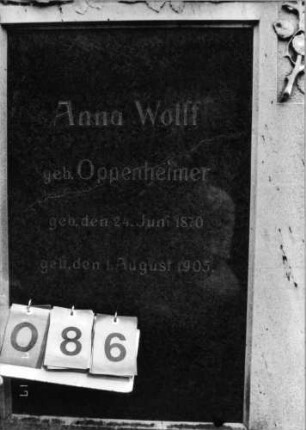 Anna Wolff
geb. Oppenheimer
geb. den 24. Juni 1870
gest. den 1. August 1905.
086